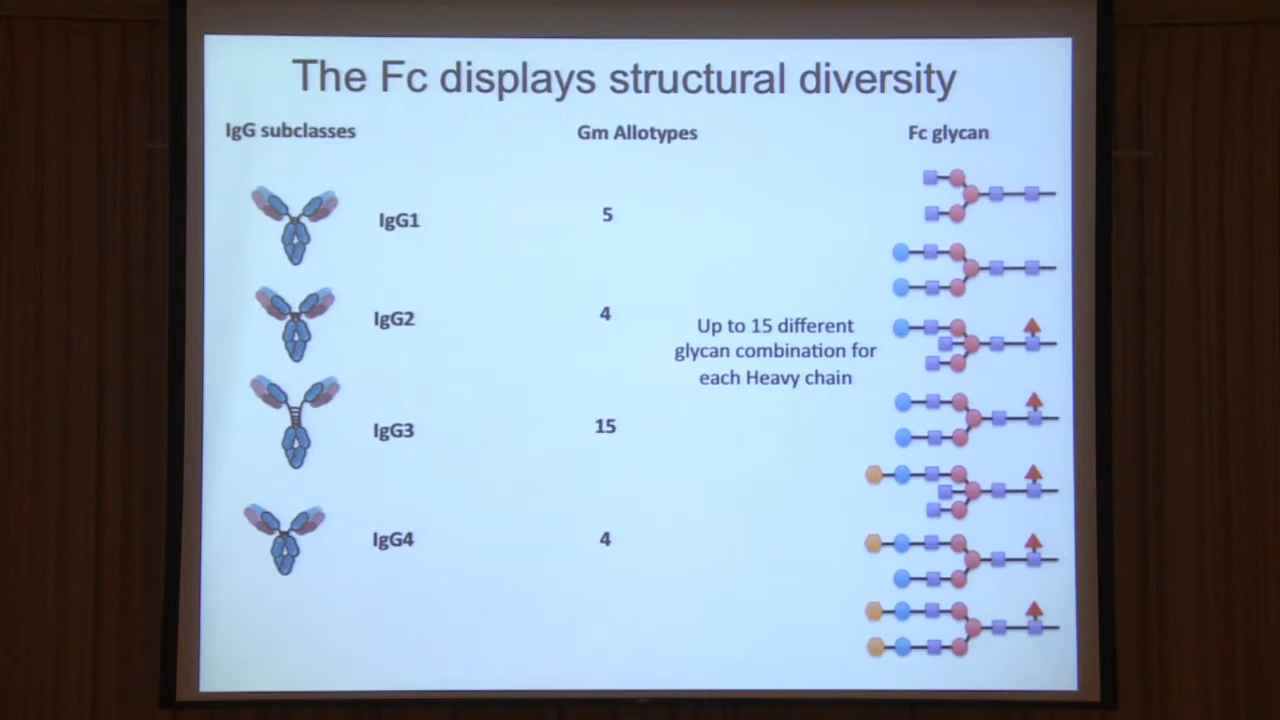 The Fc displays structural diversity
IgG subclasses
Gm Allotypes
Fc glycan
IgG1
5
IgG2
4
Up to 15 different
glycan combination for
each Heavy chain
IgG3
15
IgG4
4